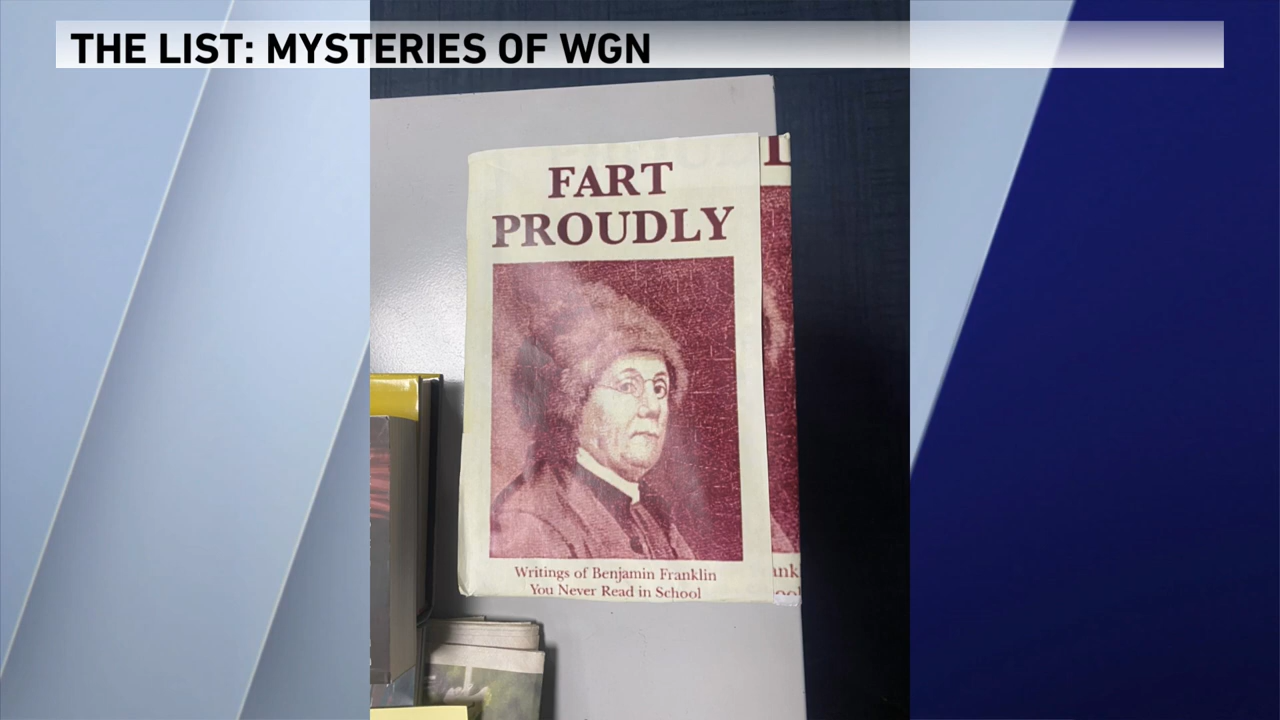 THE LIST: MYSTERIES OF WGN
FART
PROUDLY
Writings of Benjamin Franklin
You Never Read in School